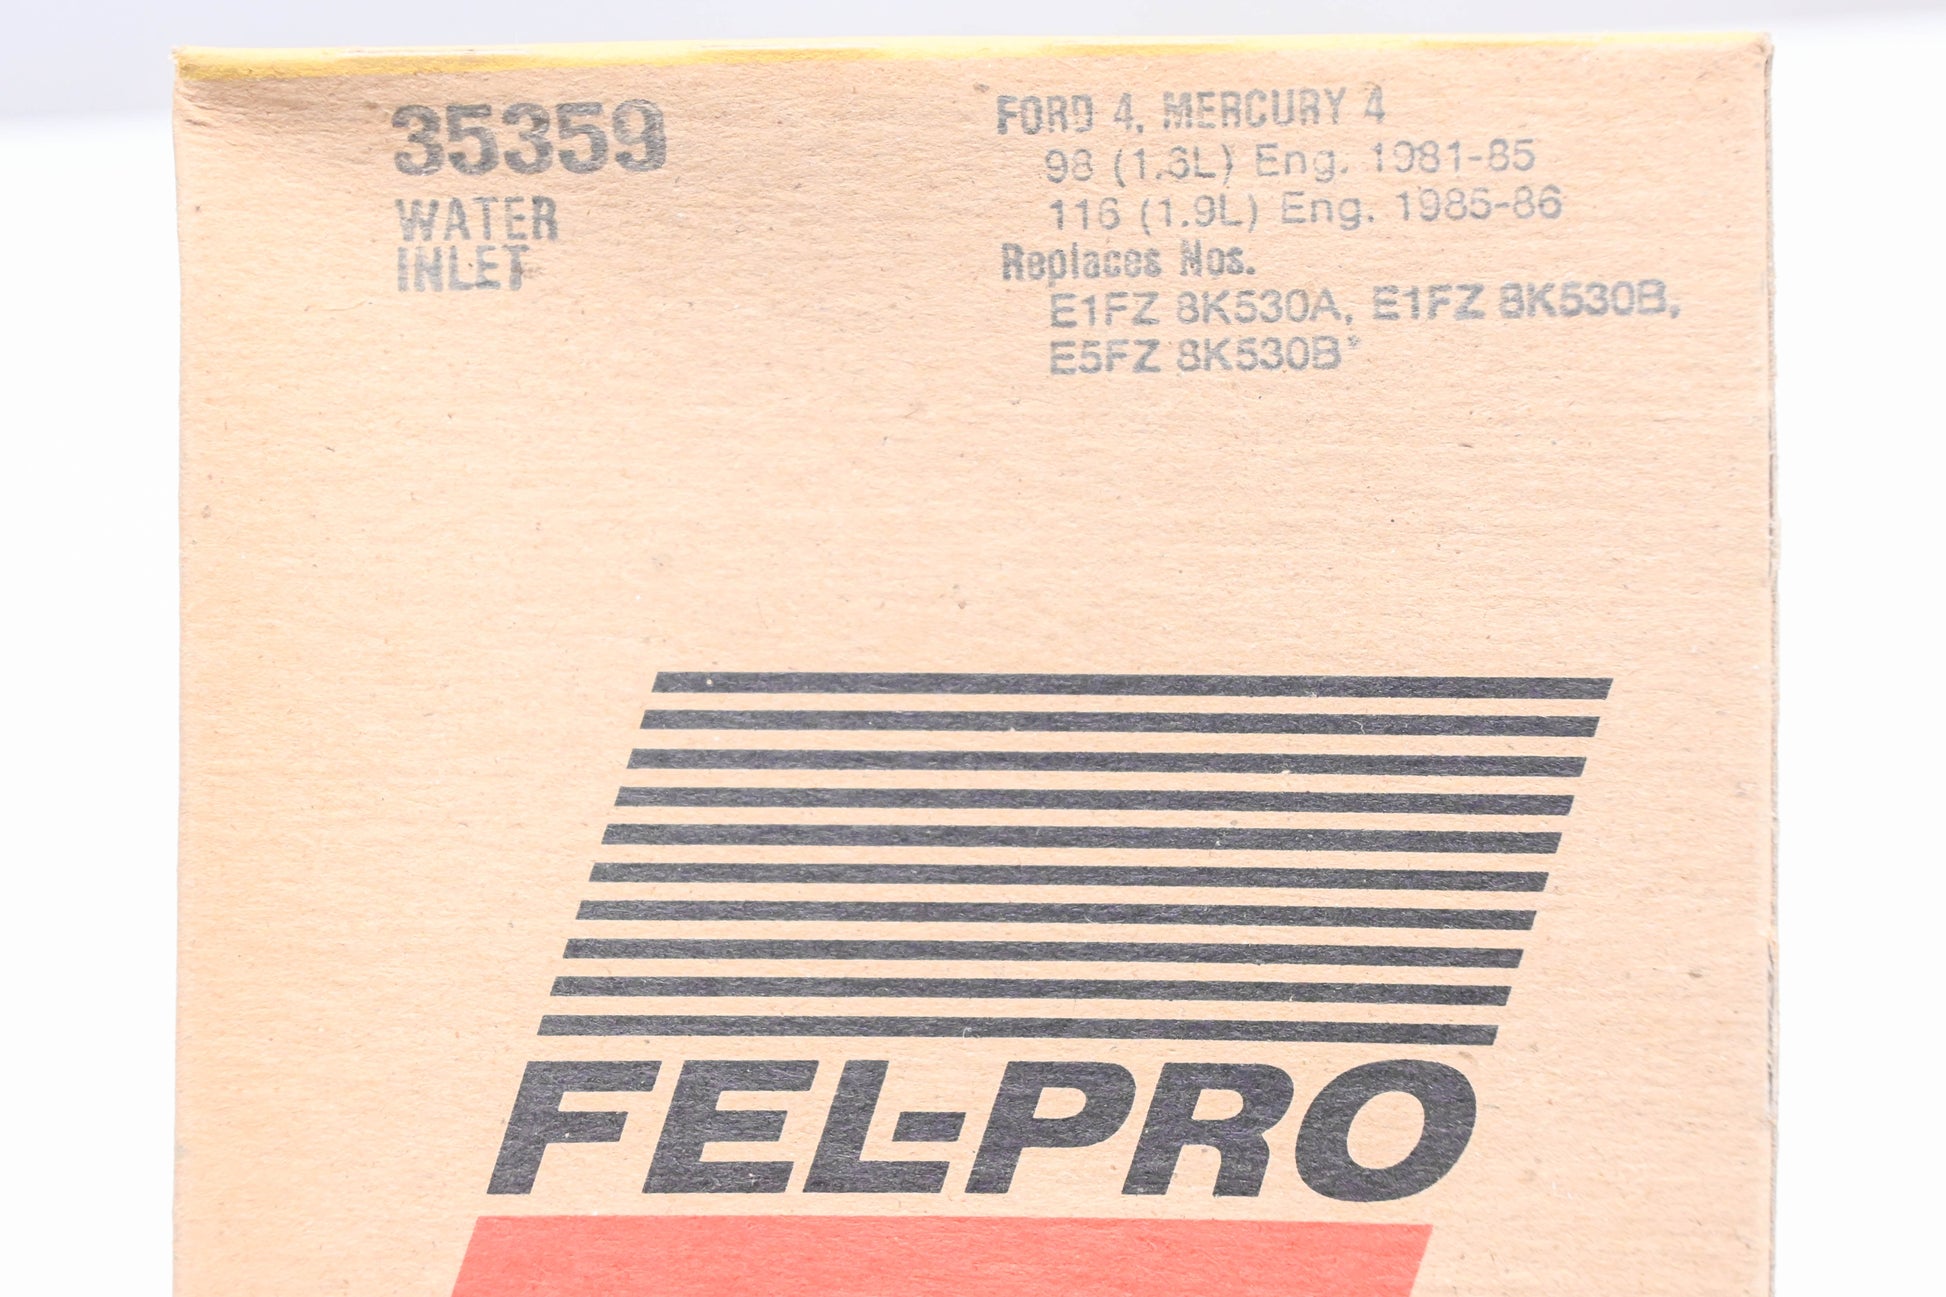 35359
WATER
INLET
FORD 4, MERCURY 4
98 (1.6L) Eng. 1981-85
116 (1.9L) Eng. 1985-86
Replaces Nos.
E1FZ 8K530A, E1FZ 8K530B,
E5FZ 8K530B*
FEL-PRO